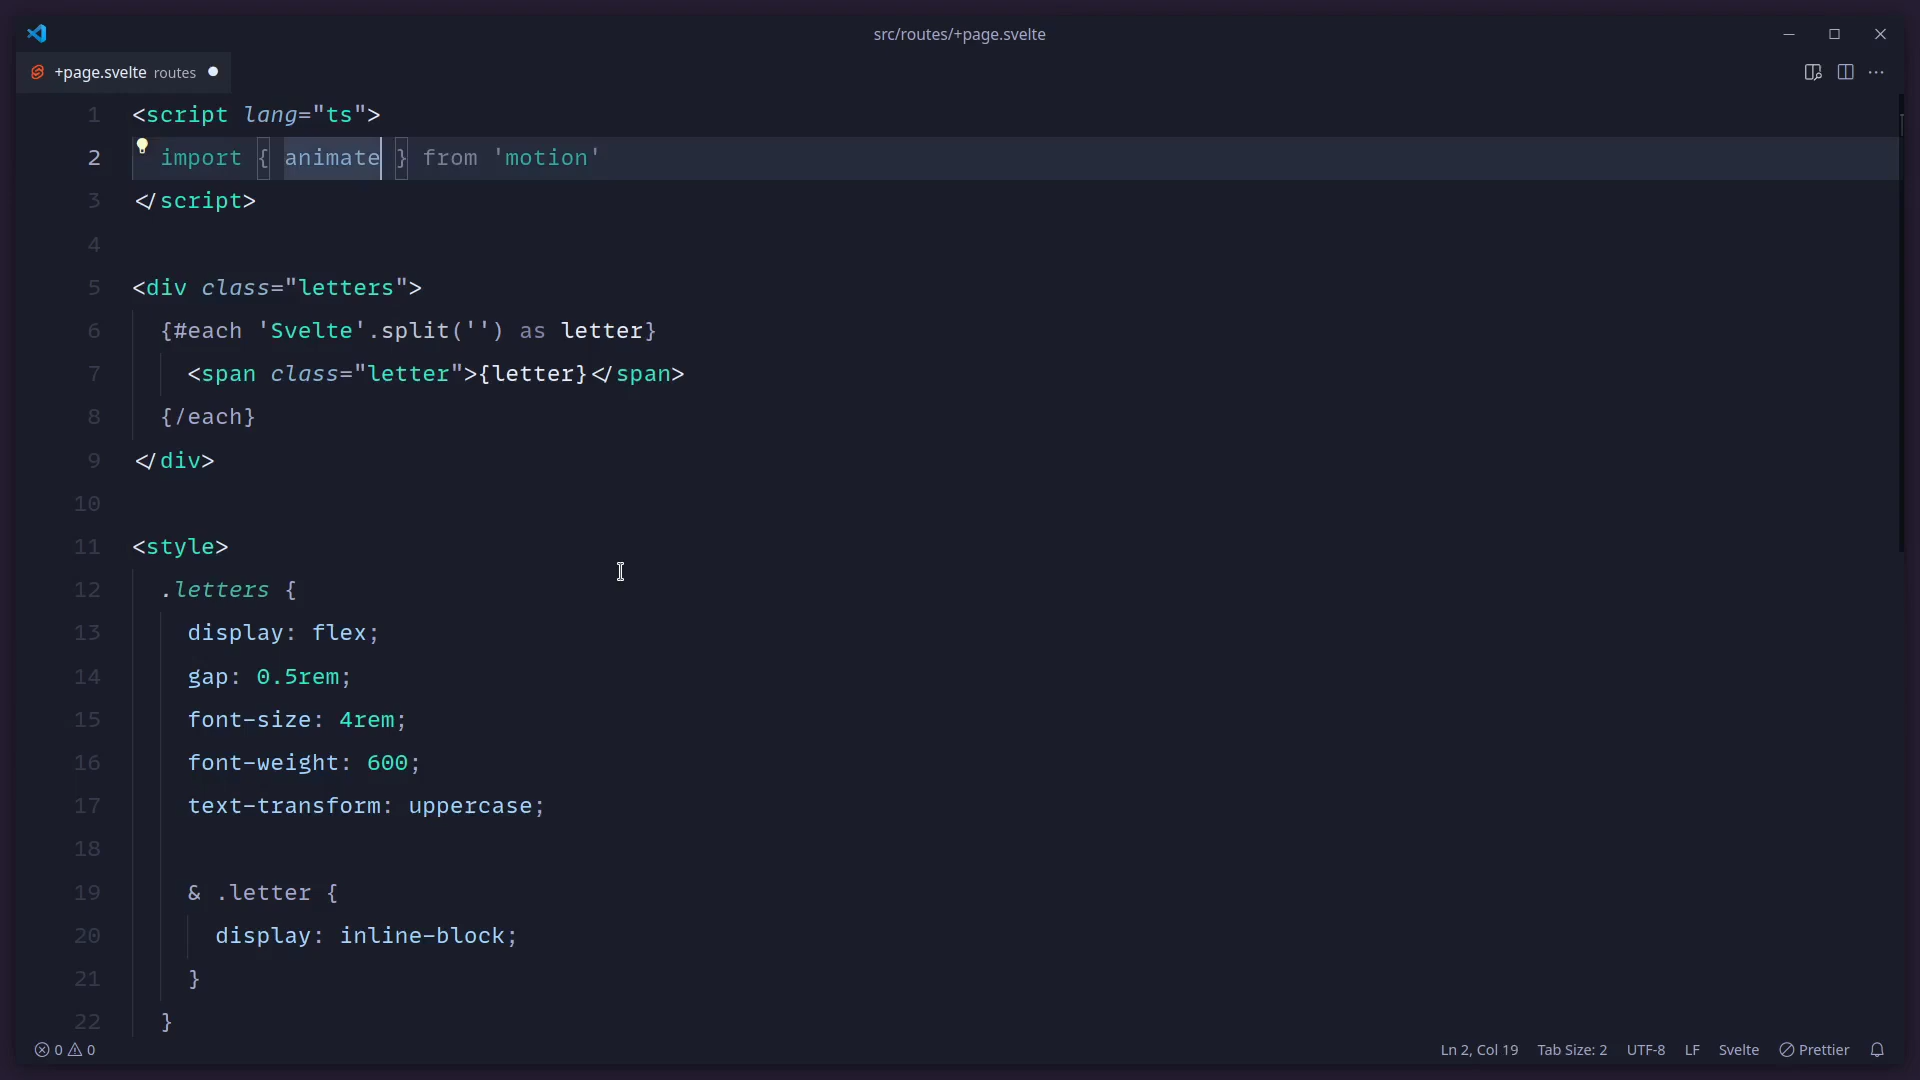 src/routes/+page.svelte
+page.svelte routes
1 <script lang="ts">
2 import { animate } from 'motion'
3 </script>
4
5 <div class="letters">
6 {#each 'Svelte'.split('') as letter}
7 <span class="letter">{letter}</span>
8 {/each}
9 </div>
10
11 <style>
12 .letters {
13 display: flex;
14 gap: 0.5rem;
15 font-size: 4rem;
16 font-weight: 600;
17 text-transform: uppercase;
18
19 & .letter {
20 display: inline-block;
21 }
22 }
0 0 Ln 2, Col 19 Tab Size: 2 UTF-8 LF Svelte Prettier